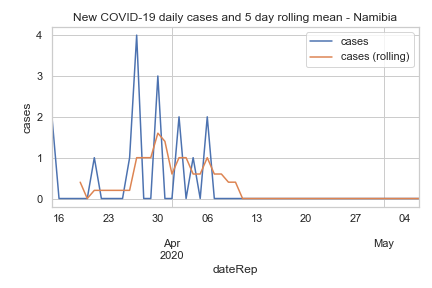 New COVID-19 daily cases and 5 day rolling mean - Namibia
cases
cases (rolling)
4
3
2
1
0
cases
16 23 30 06 13 20 27 04
Apr May
2020
dateRep